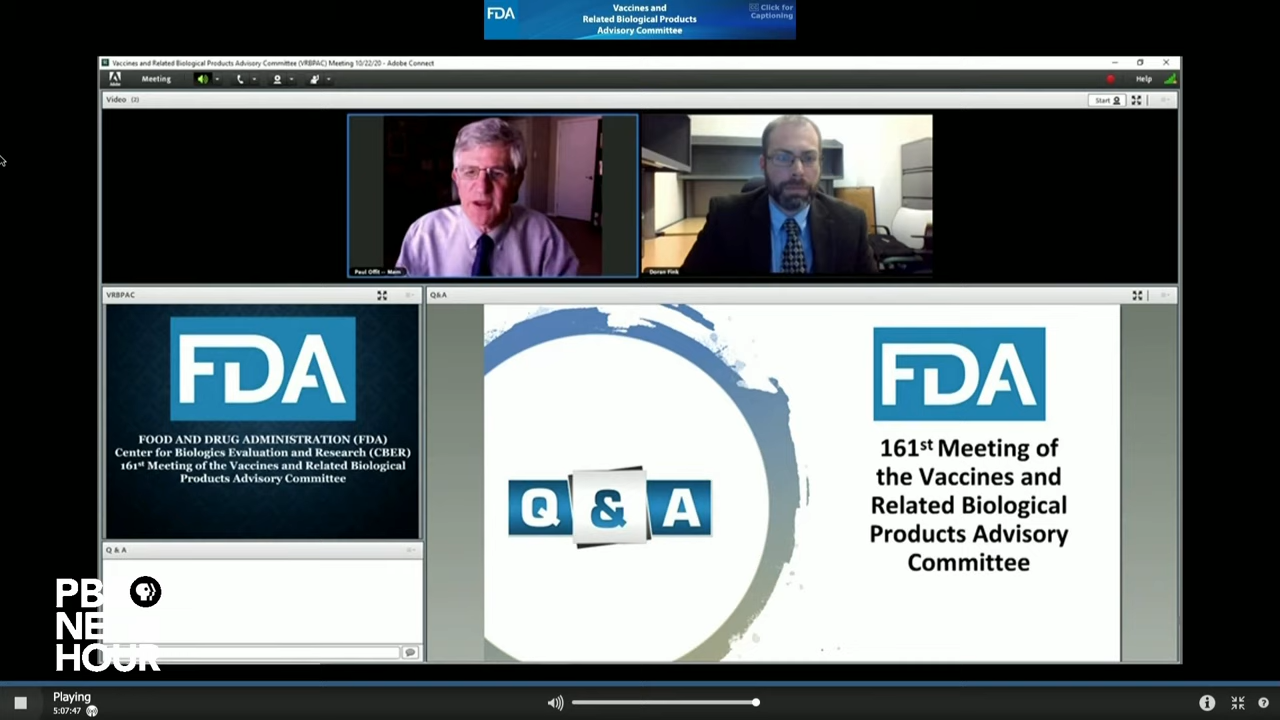 FDA
Vaccines and
Related Biological Products
Advisory Committee
CC Click for
Captioning
Vaccines and Related Biological Products Advisory Committee (VRBPAC) Meeting 10/22/20 - Adobe Connect
Meeting
Help
Video (2)
Start
Paul Offit -- Main
Doran Fink
VRBPAC
Q&A
FDA
FOOD AND DRUG ADMINISTRATION (FDA)
Center for Biologics Evaluation and Research (CBER)
161st Meeting of the Vaccines and Related Biological
Products Advisory Committee
Q & A
FDA
161st Meeting of
the Vaccines and
Related Biological
Products Advisory
Committee
Q & A
PBS
NEWS
HOUR
Playing
5:07:47